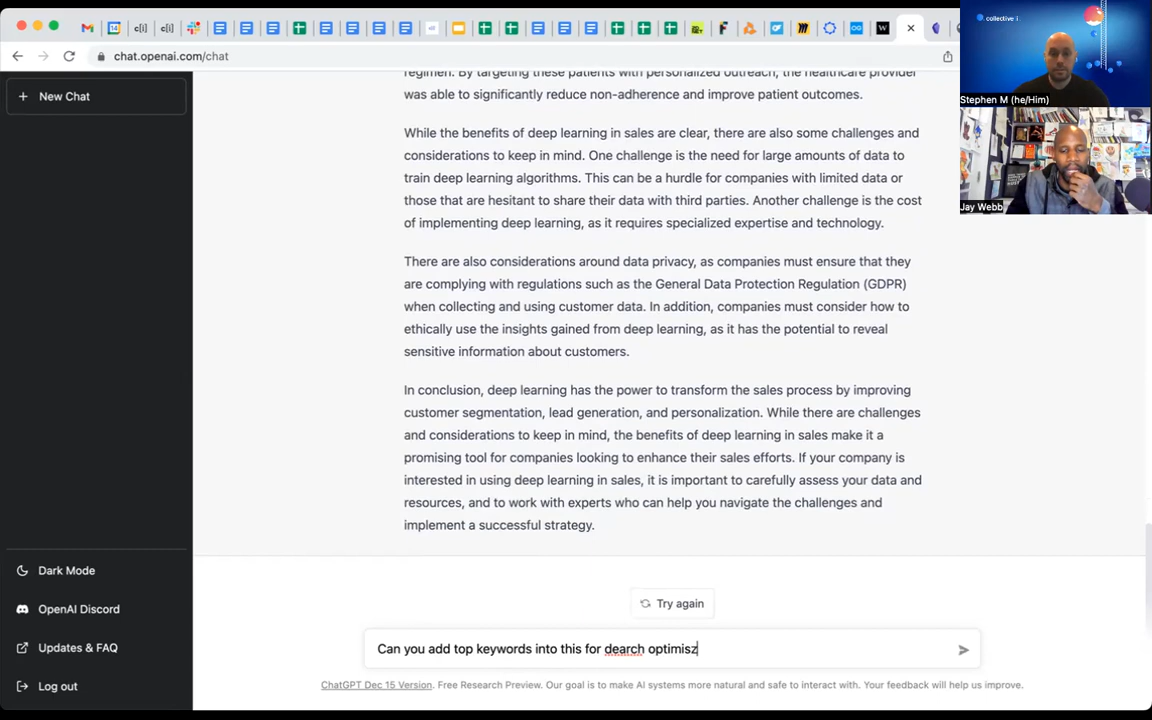 chat.openai.com/chat
collective i
Stephen M (he/Him)
Jay Webb
New Chat
regimen. By targeting these patients with personalized outreach, the healthcare provider
was able to significantly reduce non-adherence and improve patient outcomes.
While the benefits of deep learning in sales are clear, there are also some challenges and
considerations to keep in mind. One challenge is the need for large amounts of data to
train deep learning algorithms. This can be a hurdle for companies with limited data or
those that are hesitant to share their data with third parties. Another challenge is the cost
of implementing deep learning, as it requires specialized expertise and technology.
There are also considerations around data privacy, as companies must ensure that they
are complying with regulations such as the General Data Protection Regulation (GDPR)
when collecting and using customer data. In addition, companies must consider how to
ethically use the insights gained from deep learning, as it has the potential to reveal
sensitive information about customers.
In conclusion, deep learning has the power to transform the sales process by improving
customer segmentation, lead generation, and personalization. While there are challenges
and considerations to keep in mind, the benefits of deep learning in sales make it a
promising tool for companies looking to enhance their sales efforts. If your company is
interested in using deep learning in sales, it is important to carefully assess your data and
resources, and to work with experts who can help you navigate the challenges and
implement a successful strategy.
Dark Mode
OpenAI Discord
Updates & FAQ
Log out
Try again
Can you add top keywords into this for dearch optimisz
ChatGPT Dec 15 Version. Free Research Preview. Our goal is to make AI systems more natural and safe to interact with. Your feedback will help us improve.